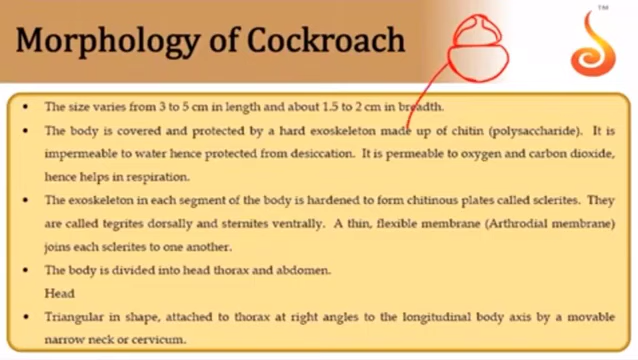 Morphology of Cockroach
TM
• The size varies from 3 to 5 cm in length and about 1.5 to 2 cm in breadth.
• The body is covered and protected by a hard exoskeleton made up of chitin (polysaccharide). It is
impermeable to water hence protected from desiccation. It is permeable to oxygen and carbon dioxide,
hence helps in respiration.
• The exoskeleton in each segment of the body is hardened to form chitinous plates called sclerites. They
are called tegrites dorsally and sternites ventrally. A thin, flexible membrane (Arthrodial membrane)
joins each sclerites to one another.
• The body is divided into head thorax and abdomen.
Head
• Triangular in shape, attached to thorax at right angles to the longitudinal body axis by a movable
narrow neck or cervicum.